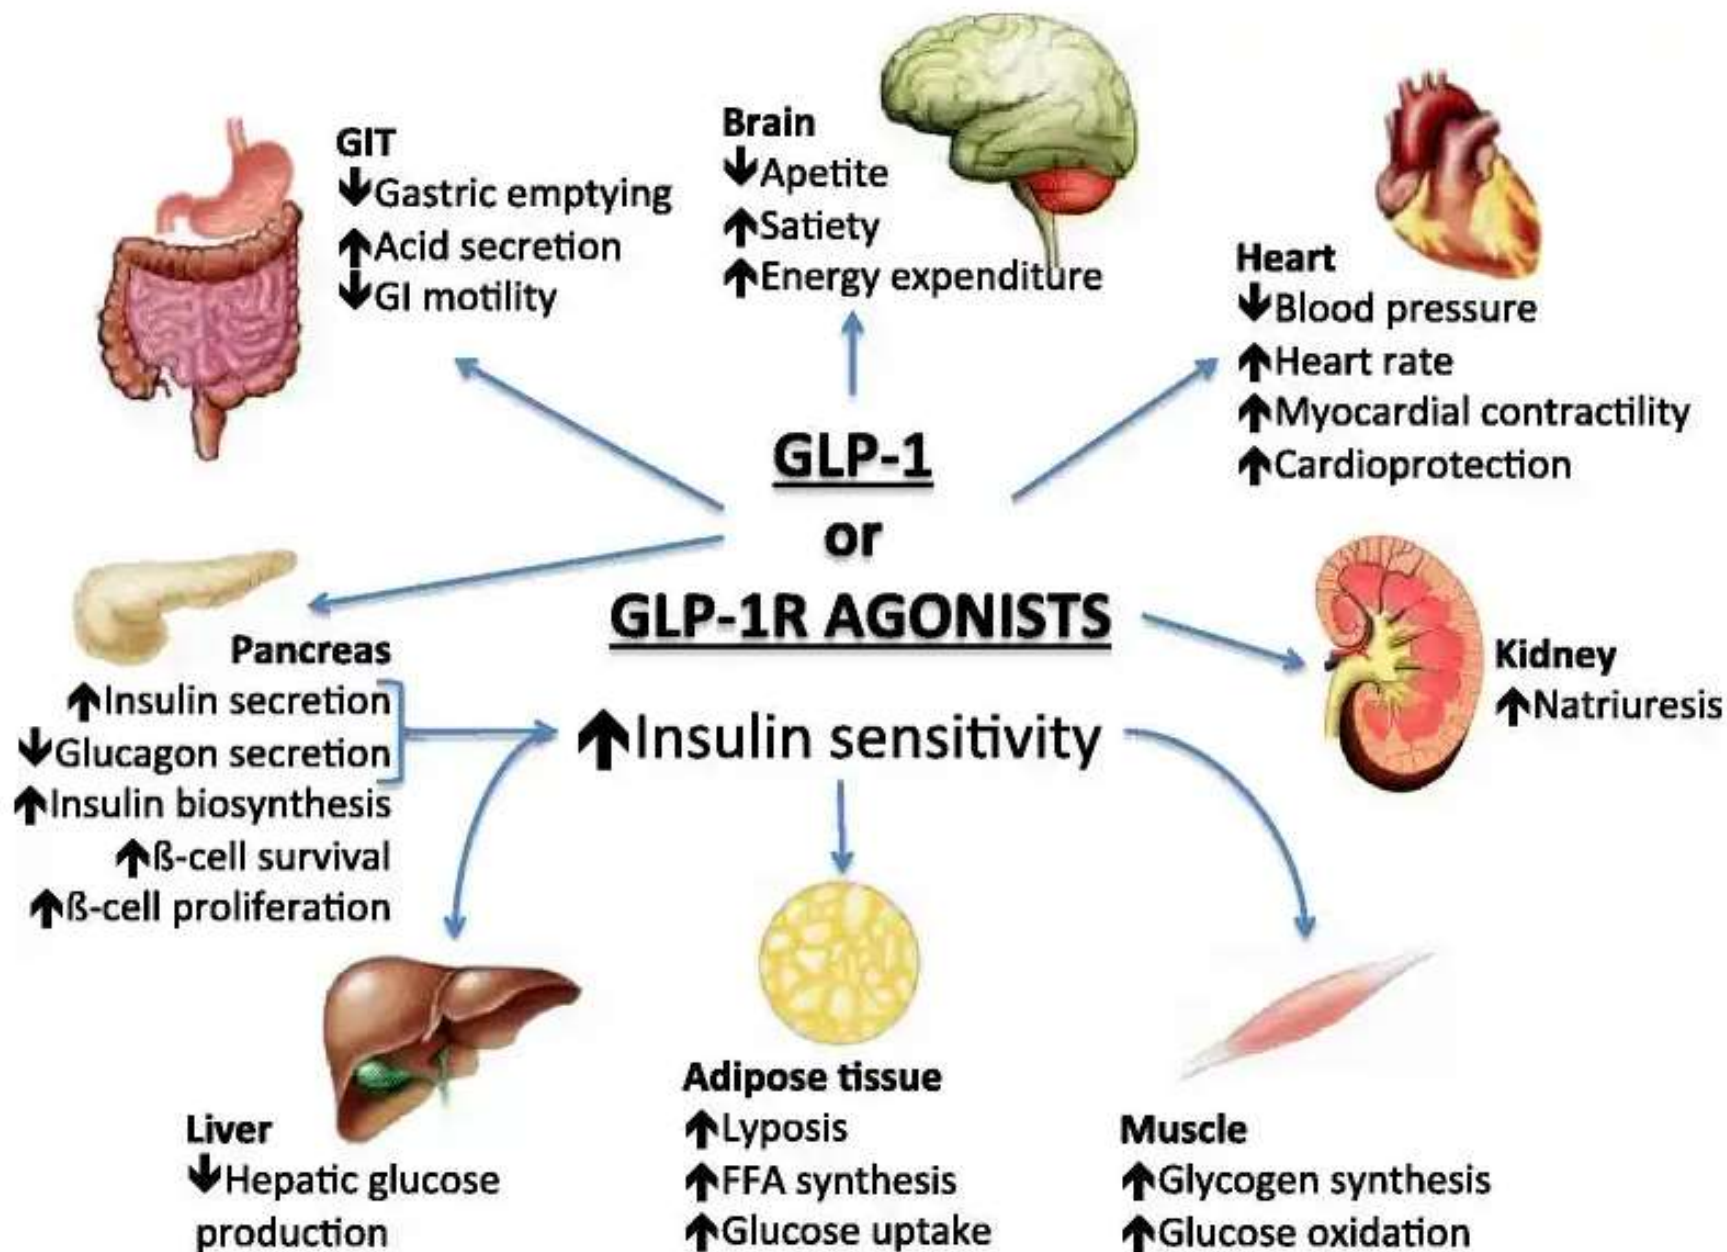 GIT
↓Gastric emptying
↑Acid secretion
↓GI motility
Brain
↓Apetite
↑Satiety
↑Energy expenditure
Heart
↓Blood pressure
↑Heart rate
↑Myocardial contractility
↑Cardioprotection
GLP-1
or
GLP-1R AGONISTS
Pancreas
↑Insulin secretion
↓Glucagon secretion
↑Insulin biosynthesis
↑ß-cell survival
↑ß-cell proliferation
↑Insulin sensitivity
Kidney
↑Natriuresis
Liver
↓Hepatic glucose
production
Adipose tissue
↑Lyposis
↑FFA synthesis
↑Glucose uptake
Muscle
↑Glycogen synthesis
↑Glucose oxidation